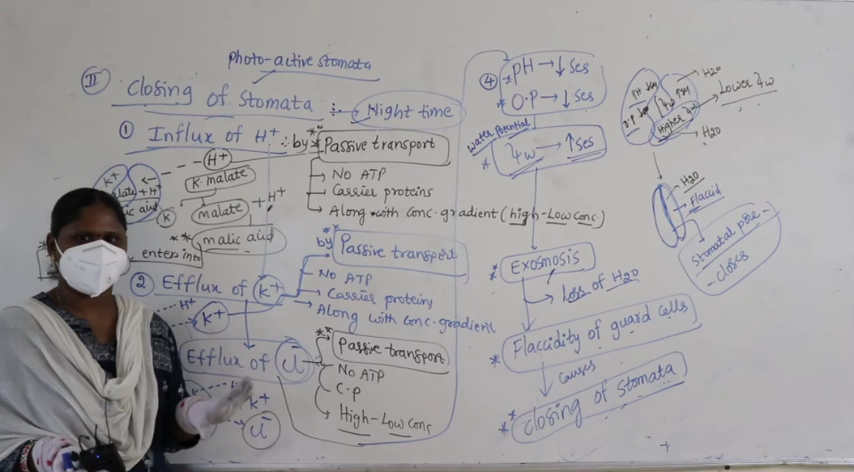 Photo-active stomata
II Closing of Stomata :- Night time
1 Influx of H+ :- by ** Passive transport
No ATP
Carrier proteins
Along with conc. gradient (high-Low conc)
H+
K-malate
K malate + H+
** malic acid
enters into
K+
2 Efflux of K+
by * Passive transport
No ATP
Carrier proteins
Along with conc-gradient
H+
K+
Efflux of Cl-
** Passive transport
No ATP
C.P
High-Low conc
K+
Cl-
4 PH → ↓ses
* O.P → ↓ses
Water potential
* Ψw → ↑ses
* Exosmosis
Loss of H2O
* Flaccidity of guard cells
causes
** closing of stomata
H2O
Lower Ψw
Higher Ψw
H2O
H2O
Flaccid
Stomatal pore
- closes